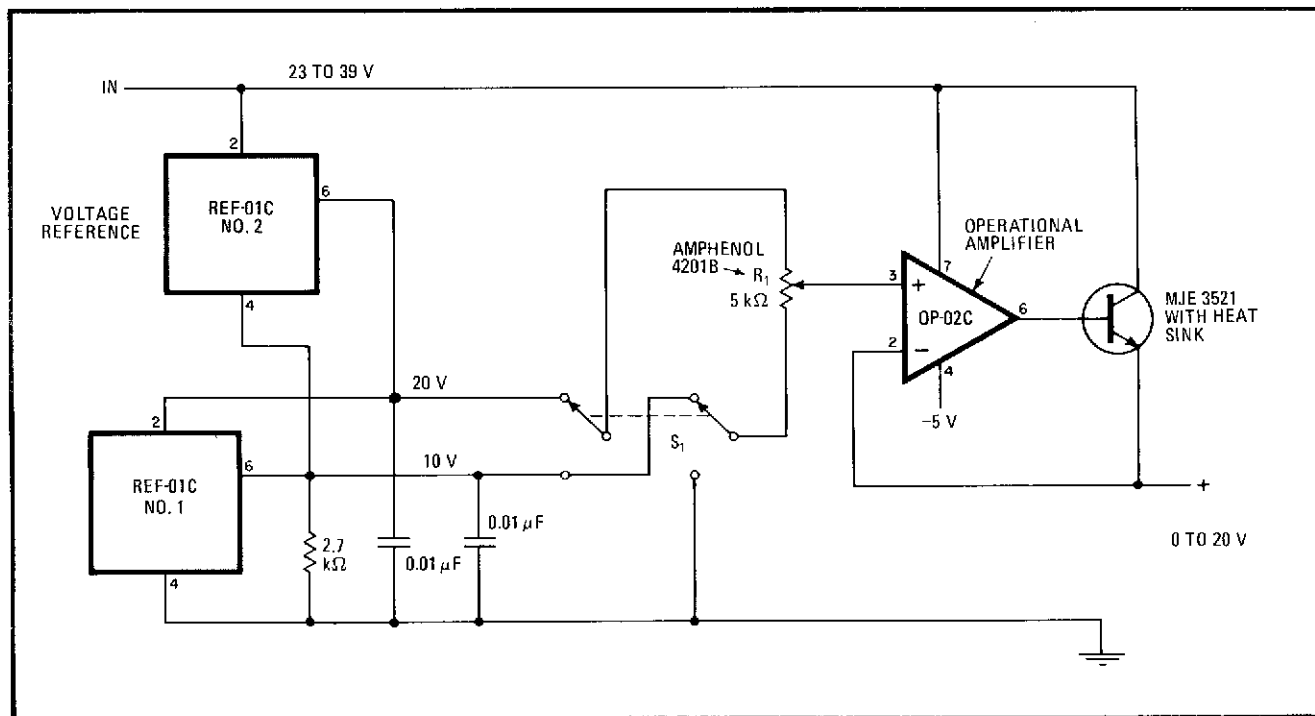 IN
23 TO 39 V
2
REF-01C
NO. 2
6
4
VOLTAGE
REFERENCE
AMPHENOL
4201B
R1
5 kΩ
OPERATIONAL
AMPLIFIER
3
+
7
OP-02C
2
−
4
6
−5 V
MJE 3521
WITH HEAT
SINK
20 V
2
REF-01C
NO. 1
6
4
10 V
S1
2.7
kΩ
0.01 μF
0.01 μF
+
0 TO 20 V